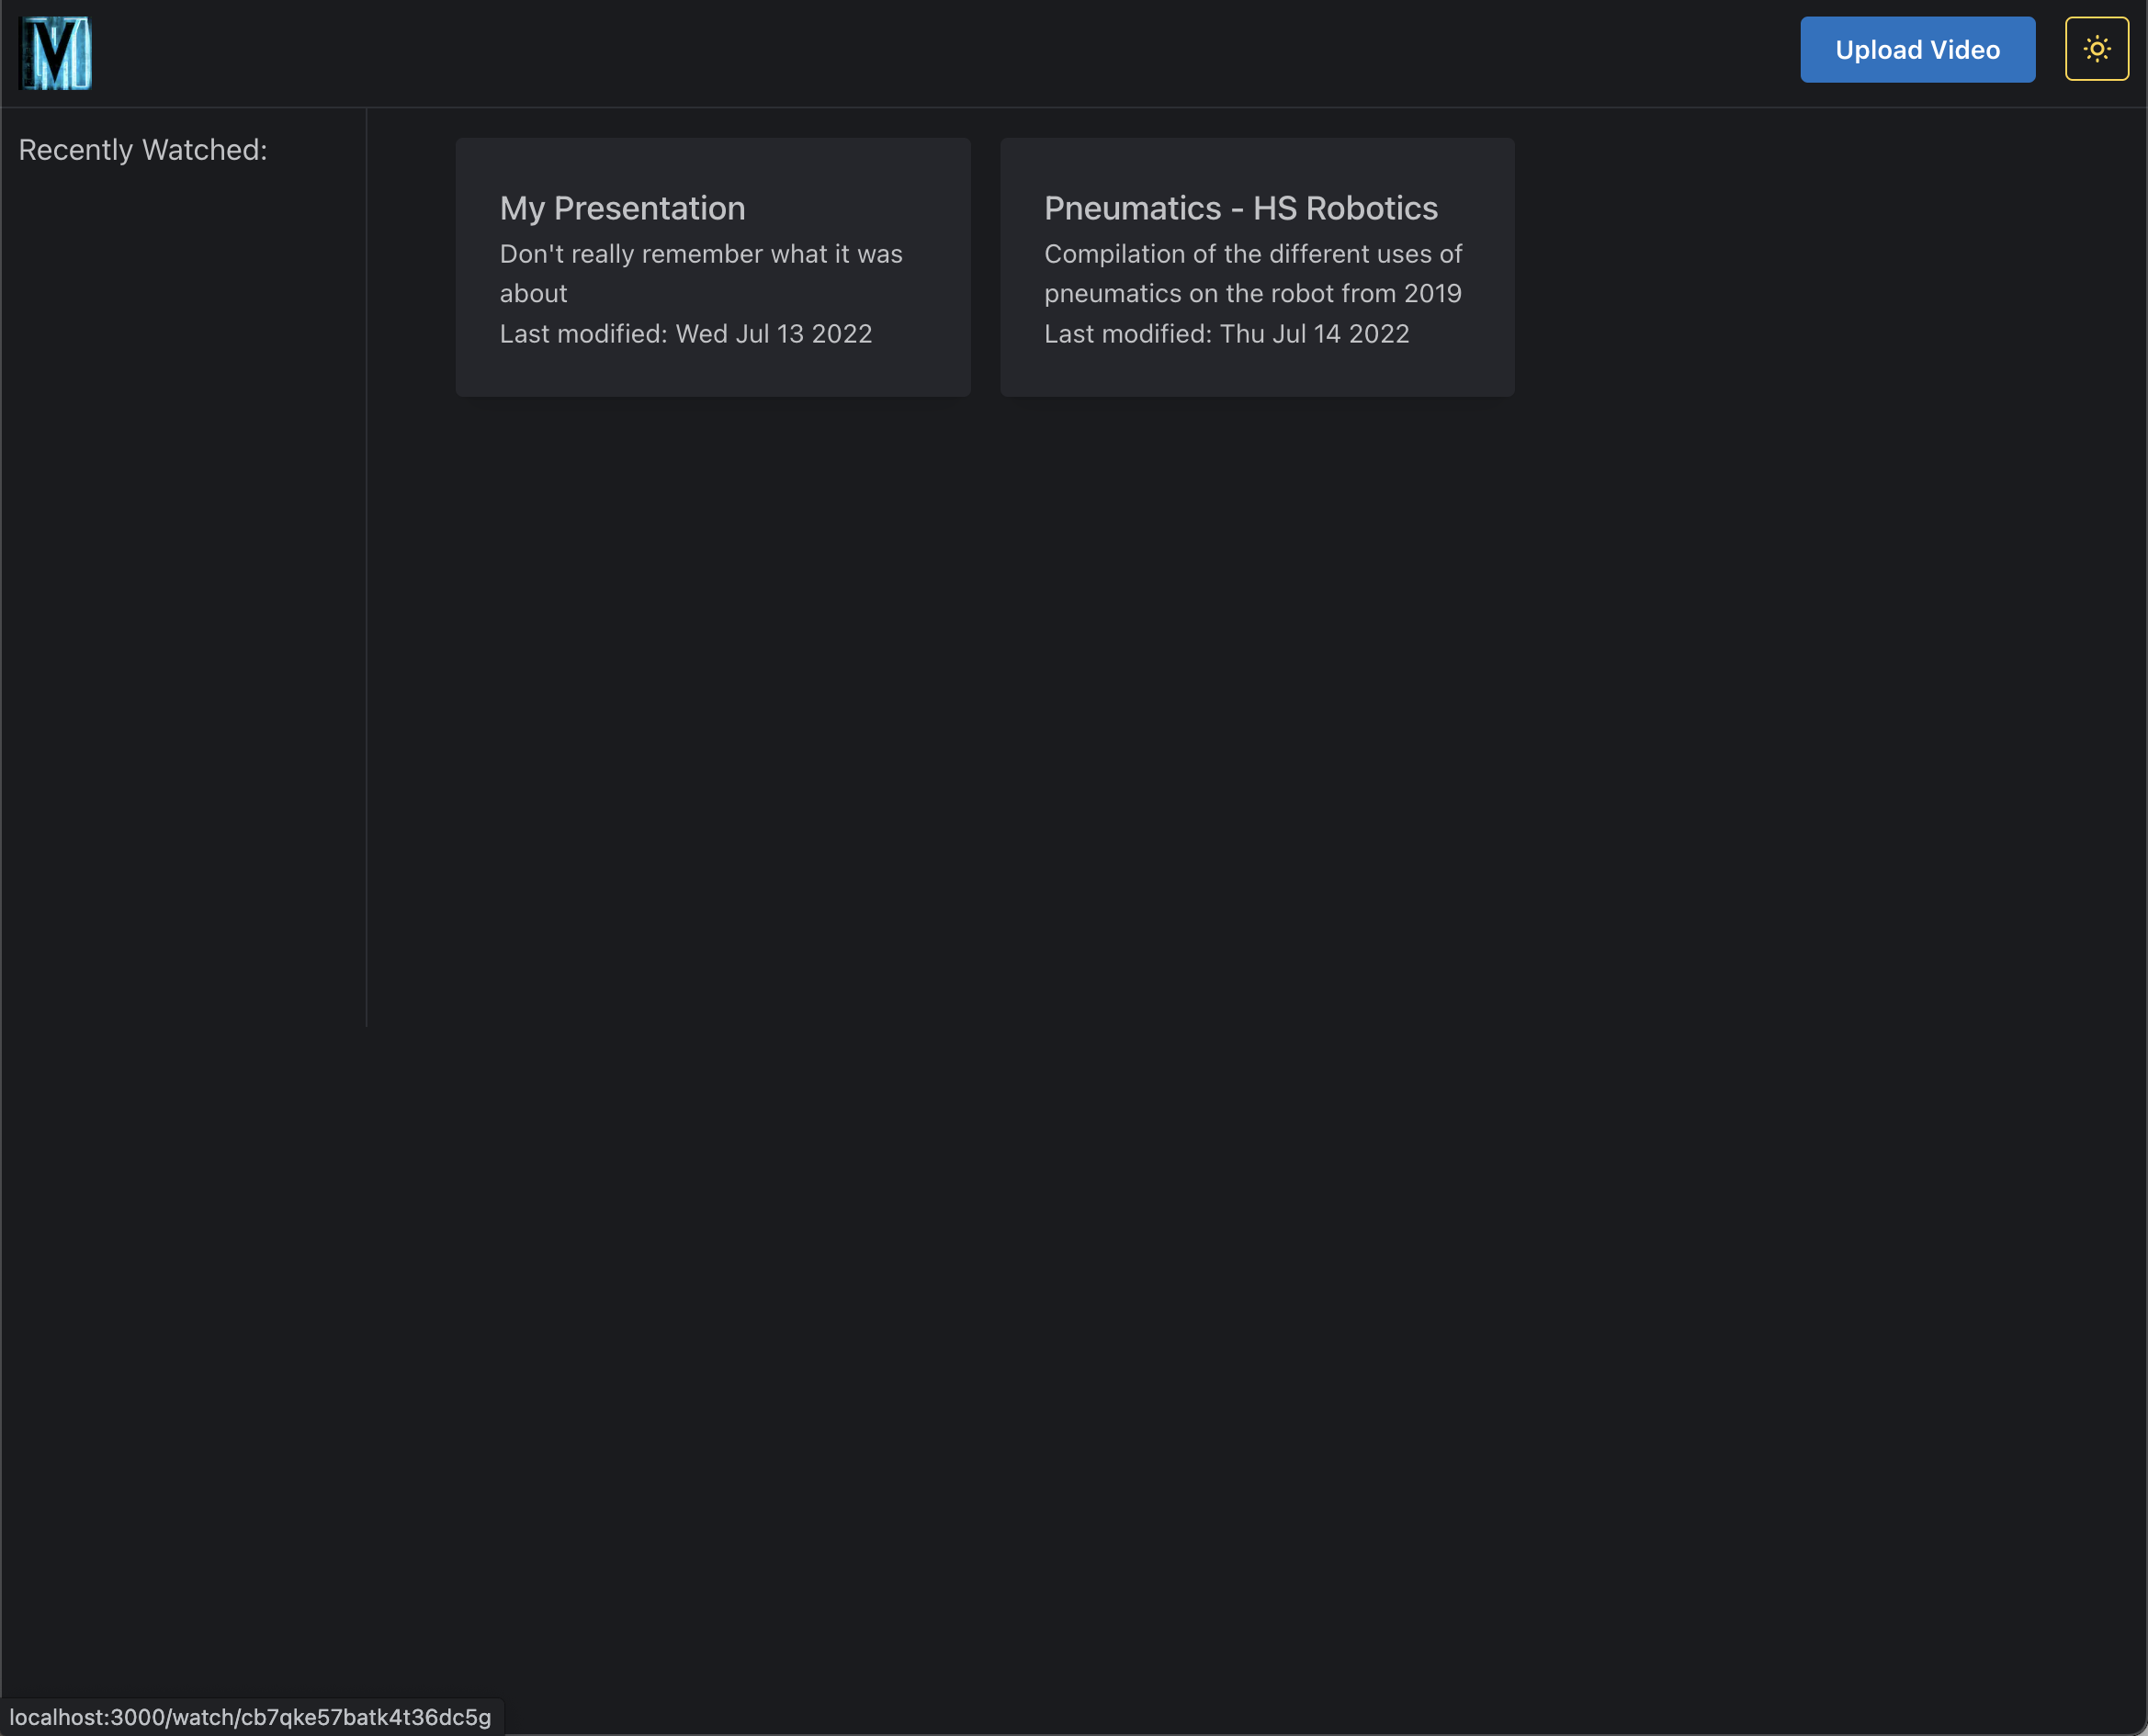 Upload Video
Recently Watched:
My Presentation
Don't really remember what it was
about
Last modified: Wed Jul 13 2022
Pneumatics - HS Robotics
Compilation of the different uses of
pneumatics on the robot from 2019
Last modified: Thu Jul 14 2022
localhost:3000/watch/cb7qke57batk4t36dc5g